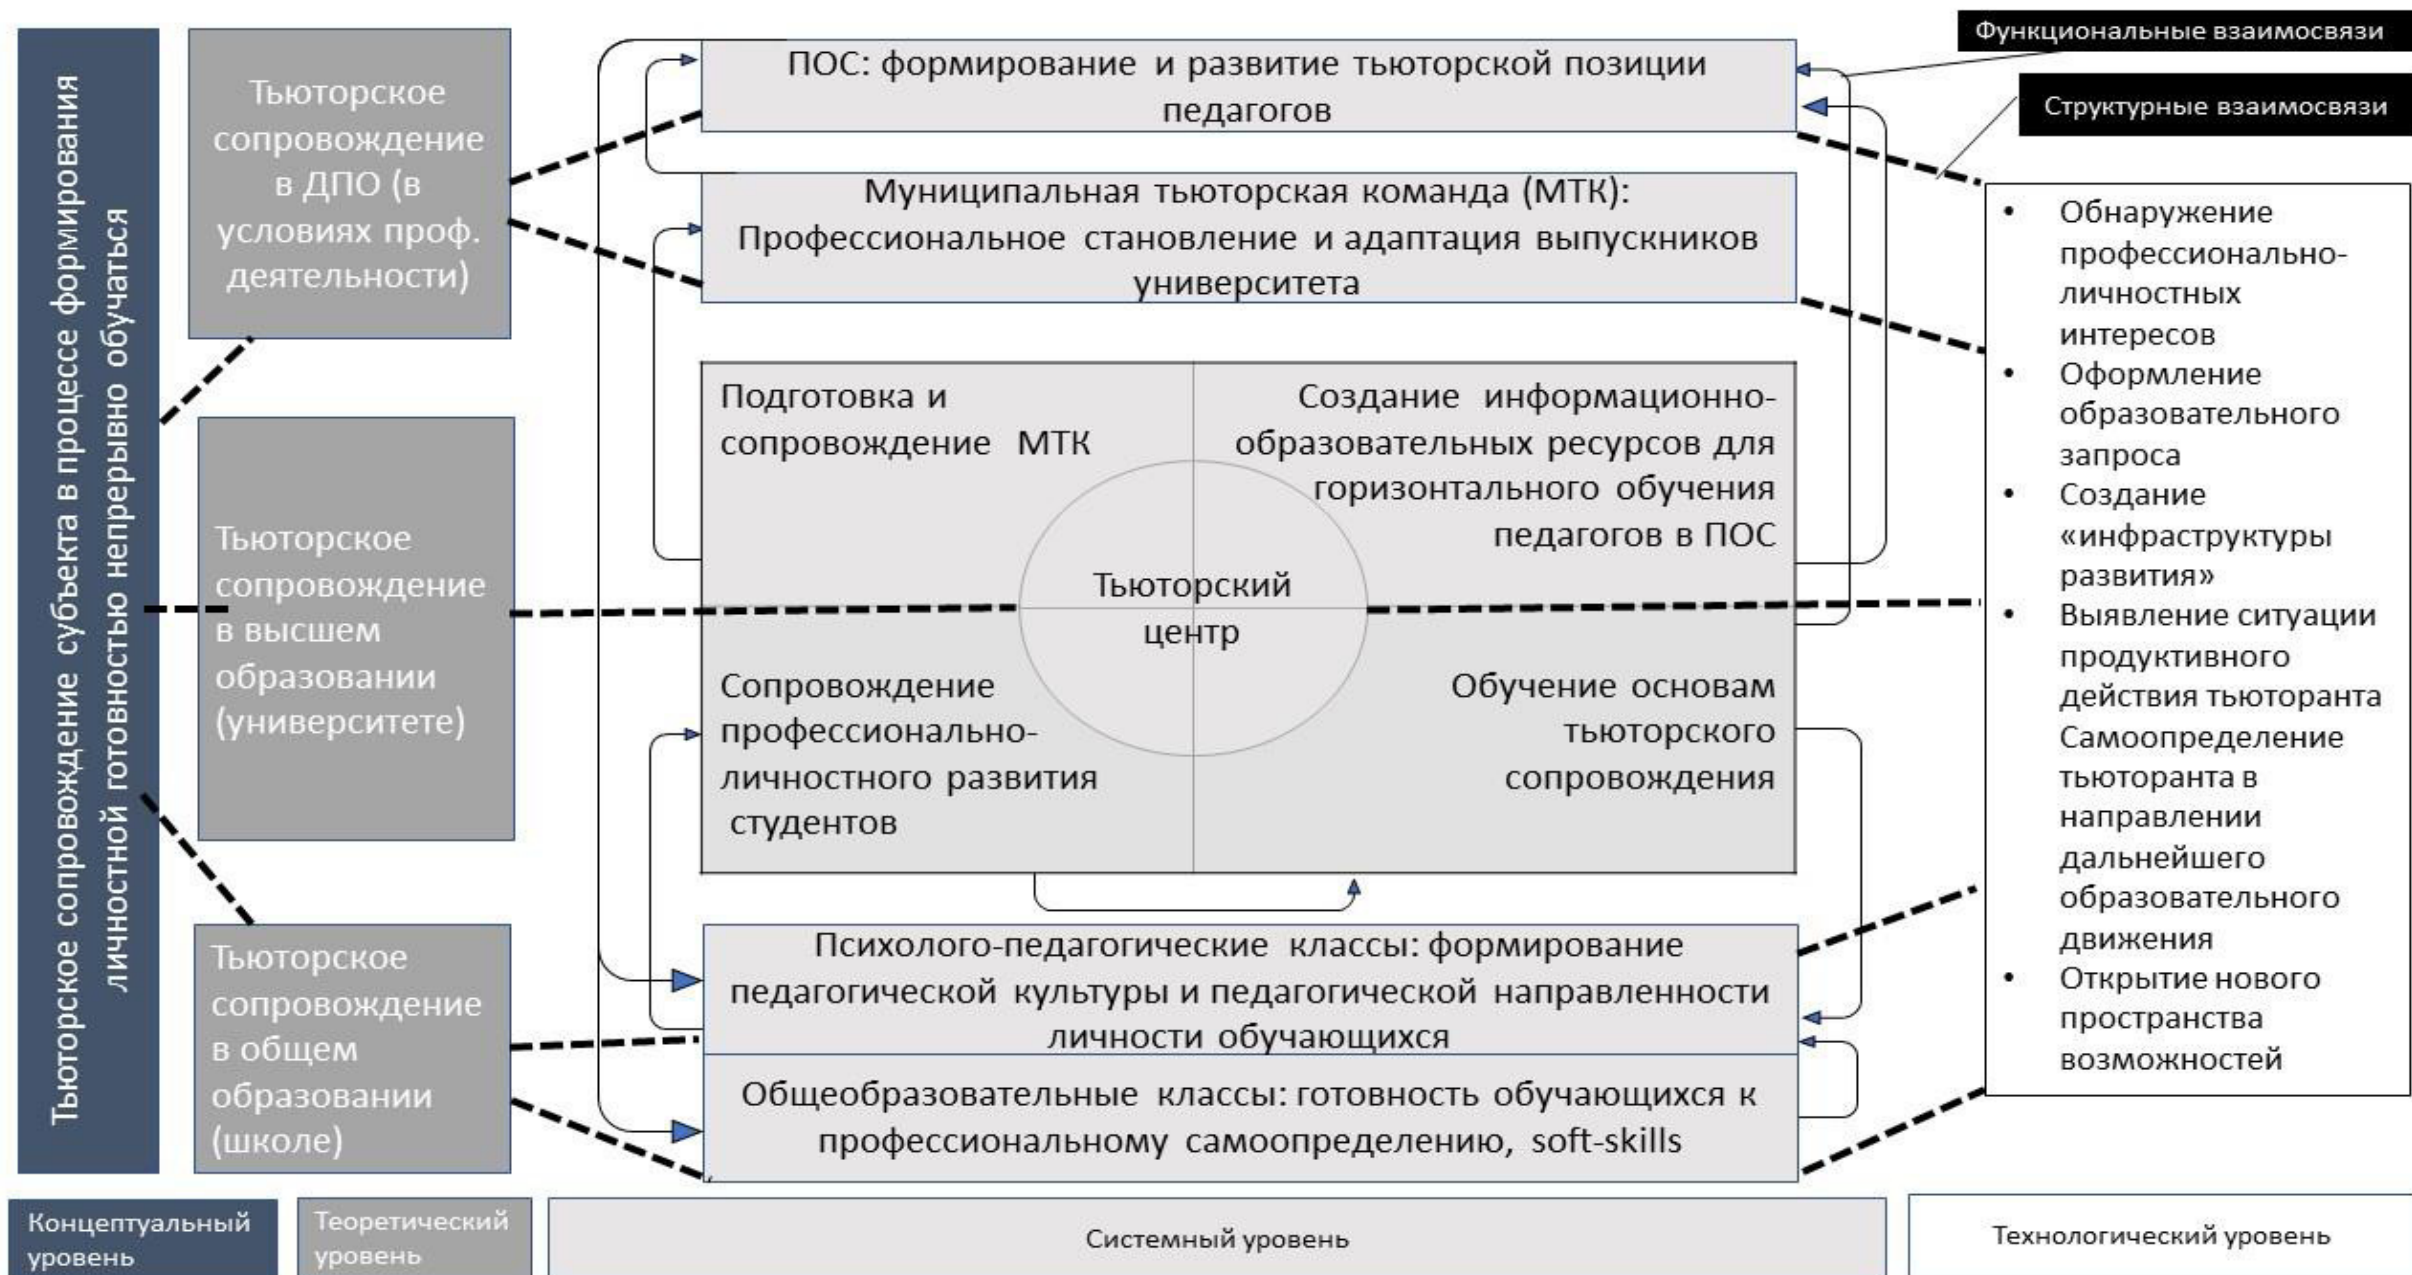 Тьюторское сопровождение субъекта в процессе формирования
личностной готовностью непрерывно обучаться
Тьюторское
сопровождение
в ДПО (в
условиях проф.
деятельности)
Тьюторское
сопровождение
в высшем
образовании
(университете)
Тьюторское
сопровождение
в общем
образовании
(школе)
ПОС: формирование и развитие тьюторской позиции
педагогов
Муниципальная тьюторская команда (МТК):
Профессиональное становление и адаптация выпускников
университета
Подготовка и
сопровождение МТК
Создание информационно-
образовательных ресурсов для
горизонтального обучения
педагогов в ПОС
Тьюторский
центр
Сопровождение
профессионально-
личностного развития
студентов
Обучение основам
тьюторского
сопровождения
Психолого-педагогические классы: формирование
педагогической культуры и педагогической направленности
личности обучающихся
Общеобразовательные классы: готовность обучающихся к
профессиональному самоопределению, soft-skills
Функциональные взаимосвязи
Структурные взаимосвязи
• Обнаружение
профессионально-
личностных
интересов
• Оформление
образовательного
запроса
• Создание
«инфраструктуры
развития»
• Выявление ситуации
продуктивного
действия тьюторанта
Самоопределение
тьюторанта в
направлении
дальнейшего
образовательного
движения
• Открытие нового
пространства
возможностей
Концептуальный
уровень
Теоретический
уровень
Системный уровень
Технологический уровень